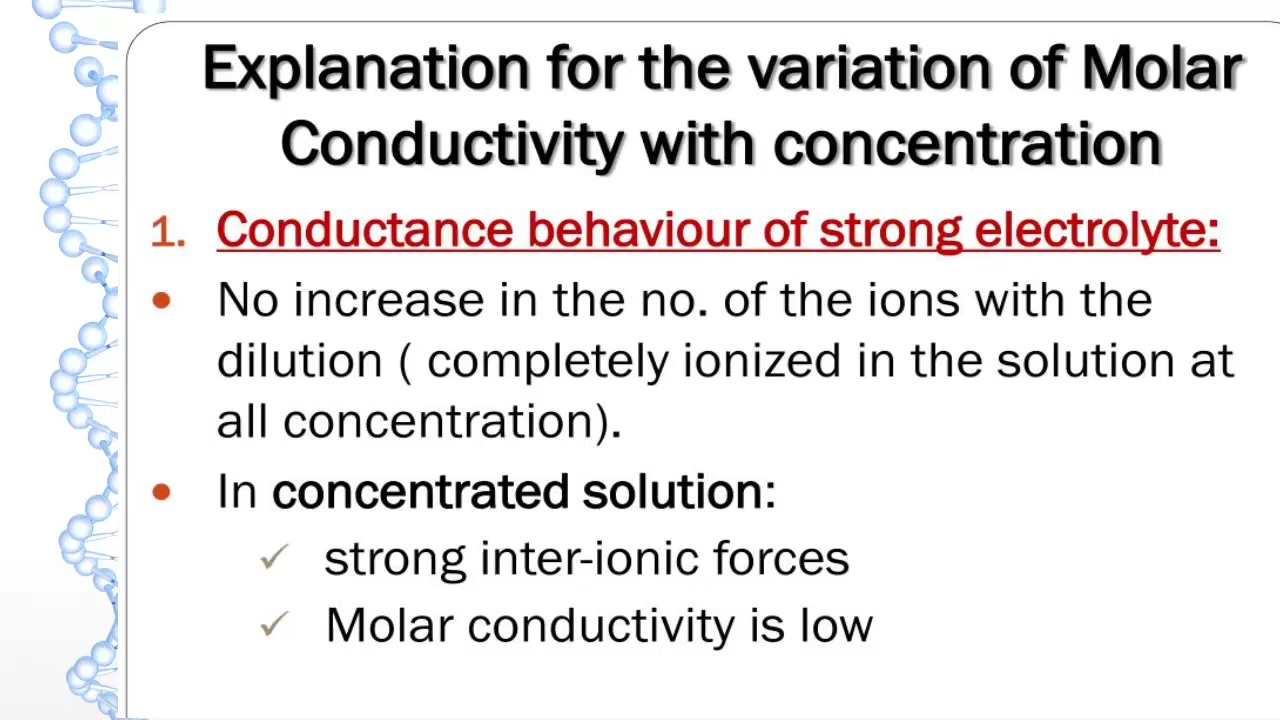 Explanation for the variation of Molar
Conductivity with concentration
1. Conductance behaviour of strong electrolyte:
• No increase in the no. of the ions with the
dilution ( completely ionized in the solution at
all concentration).
• In concentrated solution:
✓ strong inter-ionic forces
✓ Molar conductivity is low